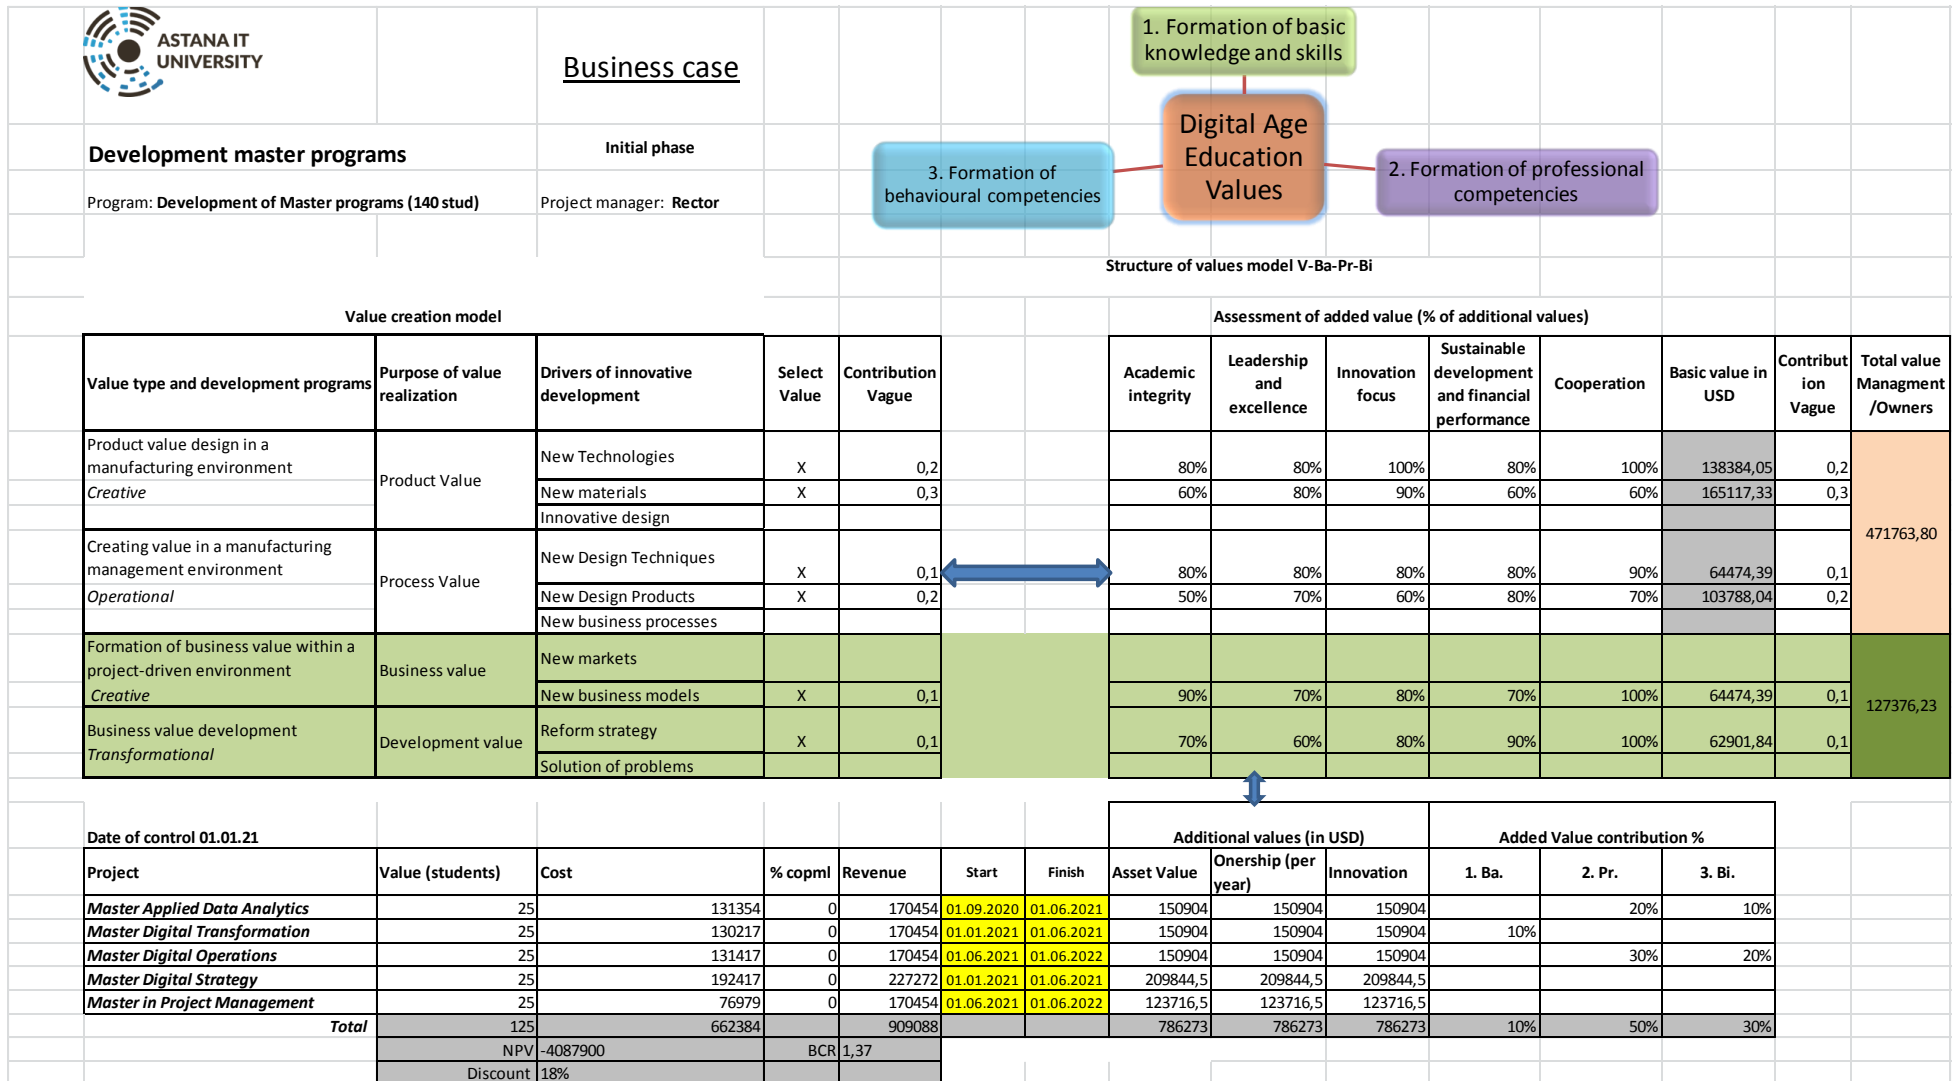 ASTANA IT
UNIVERSITY
Business case
1. Formation of basic
knowledge and skills
Digital Age
Education
Values
3. Formation of
behavioural competencies
2. Formation of professional
competencies
Development master programs
Initial phase
Program: Development of Master programs (140 stud)
Project manager: Rector
Structure of values model V-Ba-Pr-Bi
Value creation model
Assessment of added value (% of additional values)
Value type and development programs
Purpose of value
realization
Drivers of innovative
development
Select
Value
Contribution
Vague
Academic
integrity
Leadership
and
excellence
Innovation
focus
Sustainable
development
and financial
performance
Cooperation
Basic value in
USD
Contribut
ion
Vague
Total value
Managment
/Owners
Product value design in a
manufacturing environment
Creative
Product Value
New Technologies X 0,2 80% 80% 100% 80% 100% 138384,05 0,2
New materials X 0,3 60% 80% 90% 60% 60% 165117,33 0,3
Innovative design
471763,80
Creating value in a manufacturing
management environment
Operational
Process Value
New Design Techniques X 0,1 80% 80% 80% 80% 90% 64474,39 0,1
New Design Products X 0,2 50% 70% 60% 80% 70% 103788,04 0,2
New business processes
Formation of business value within a
project-driven environment
Creative
Business value
New markets
New business models X 0,1 90% 70% 80% 70% 100% 64474,39 0,1
127376,23
Business value development
Transformational
Development value
Reform strategy X 0,1 70% 60% 80% 90% 100% 62901,84 0,1
Solution of problems
Date of control 01.01.21
Additional values (in USD)
Added Value contribution %
Project Value (students) Cost % copml Revenue Start Finish Asset Value
Onership (per
year)
Innovation 1. Ba. 2. Pr. 3. Bi.
Master Applied Data Analytics 25 131354 0 170454 01.09.2020 01.06.2021 150904 150904 150904 20% 10%
Master Digital Transformation 25 130217 0 170454 01.01.2021 01.06.2021 150904 150904 150904 10%
Master Digital Operations 25 131417 0 170454 01.06.2021 01.06.2022 150904 150904 150904 30% 20%
Master Digital Strategy 25 192417 0 227272 01.01.2021 01.06.2021 209844,5 209844,5 209844,5
Master in Project Management 25 76979 0 170454 01.06.2021 01.06.2022 123716,5 123716,5 123716,5
Total 125 662384 909088 786273 786273 786273 10% 50% 30%
NPV -4087900 BCR 1,37
Discount 18%